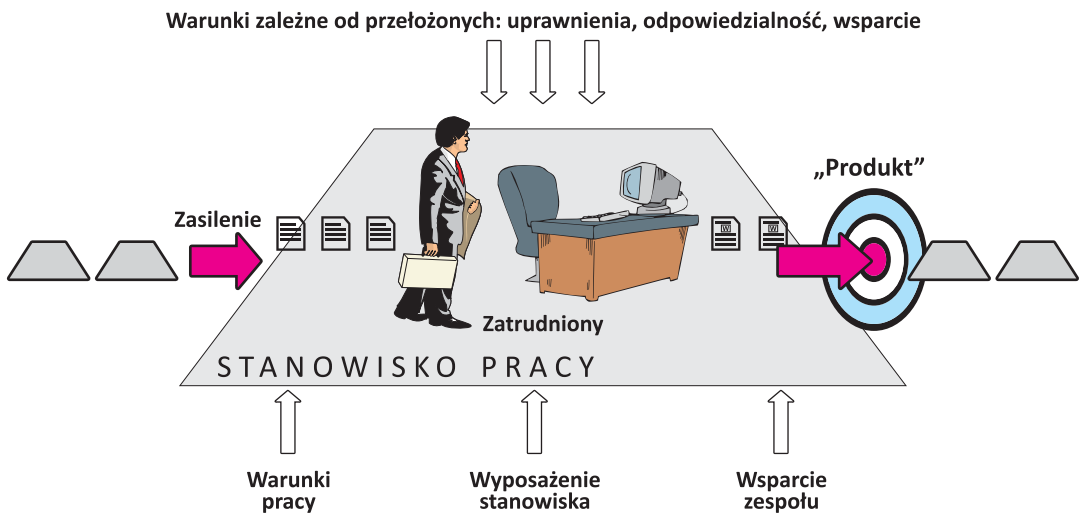 Warunki zależne od przełożonych: uprawnienia, odpowiedzialność, wsparcie
„Produkt”
Zasilenie
W
W
Zatrudniony
STANOWISKO PRACY
Warunki
pracy
Wyposażenie
stanowiska
Wsparcie
zespołu